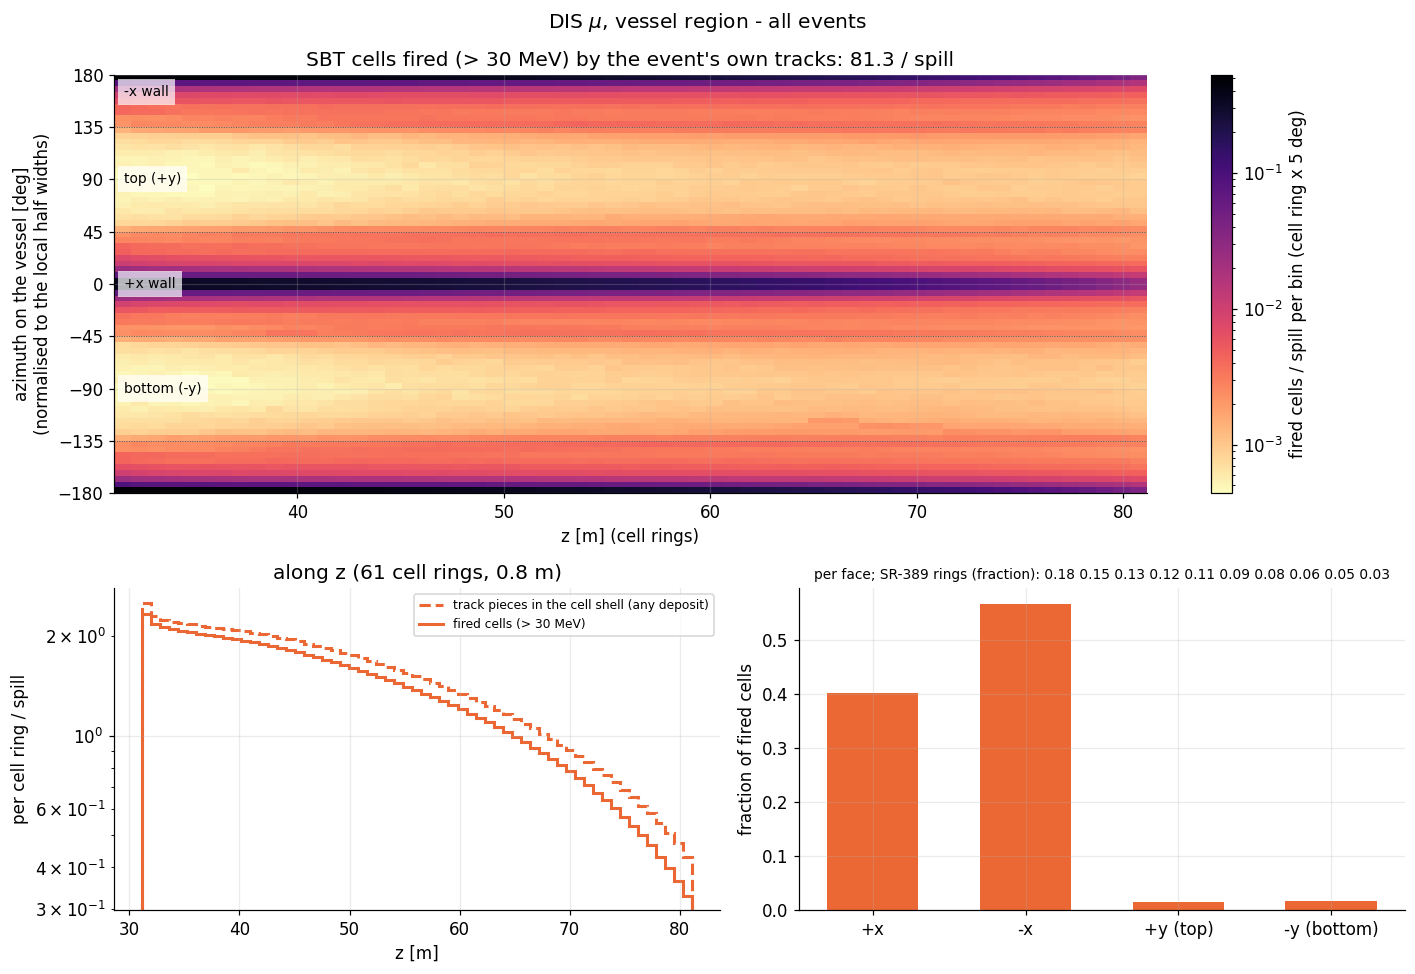 DIS μ, vessel region - all events
SBT cells fired (> 30 MeV) by the event's own tracks: 81.3 / spill
azimuth on the vessel [deg]
(normalised to the local half widths)
180
135
90
45
0
−45
−90
−135
−180
-x wall
top (+y)
+x wall
bottom (-y)
40
50
60
70
80
z [m] (cell rings)
10⁻¹
10⁻²
10⁻³
fired cells / spill per bin (cell ring x 5 deg)
along z (61 cell rings, 0.8 m)
per cell ring / spill
2 × 10⁰
10⁰
6 × 10⁻¹
4 × 10⁻¹
3 × 10⁻¹
track pieces in the cell shell (any deposit)
fired cells (> 30 MeV)
30
40
50
60
70
80
z [m]
per face; SR-389 rings (fraction): 0.18 0.15 0.13 0.12 0.11 0.09 0.08 0.06 0.05 0.03
fraction of fired cells
0.5
0.4
0.3
0.2
0.1
0.0
+x
-x
+y (top)
-y (bottom)